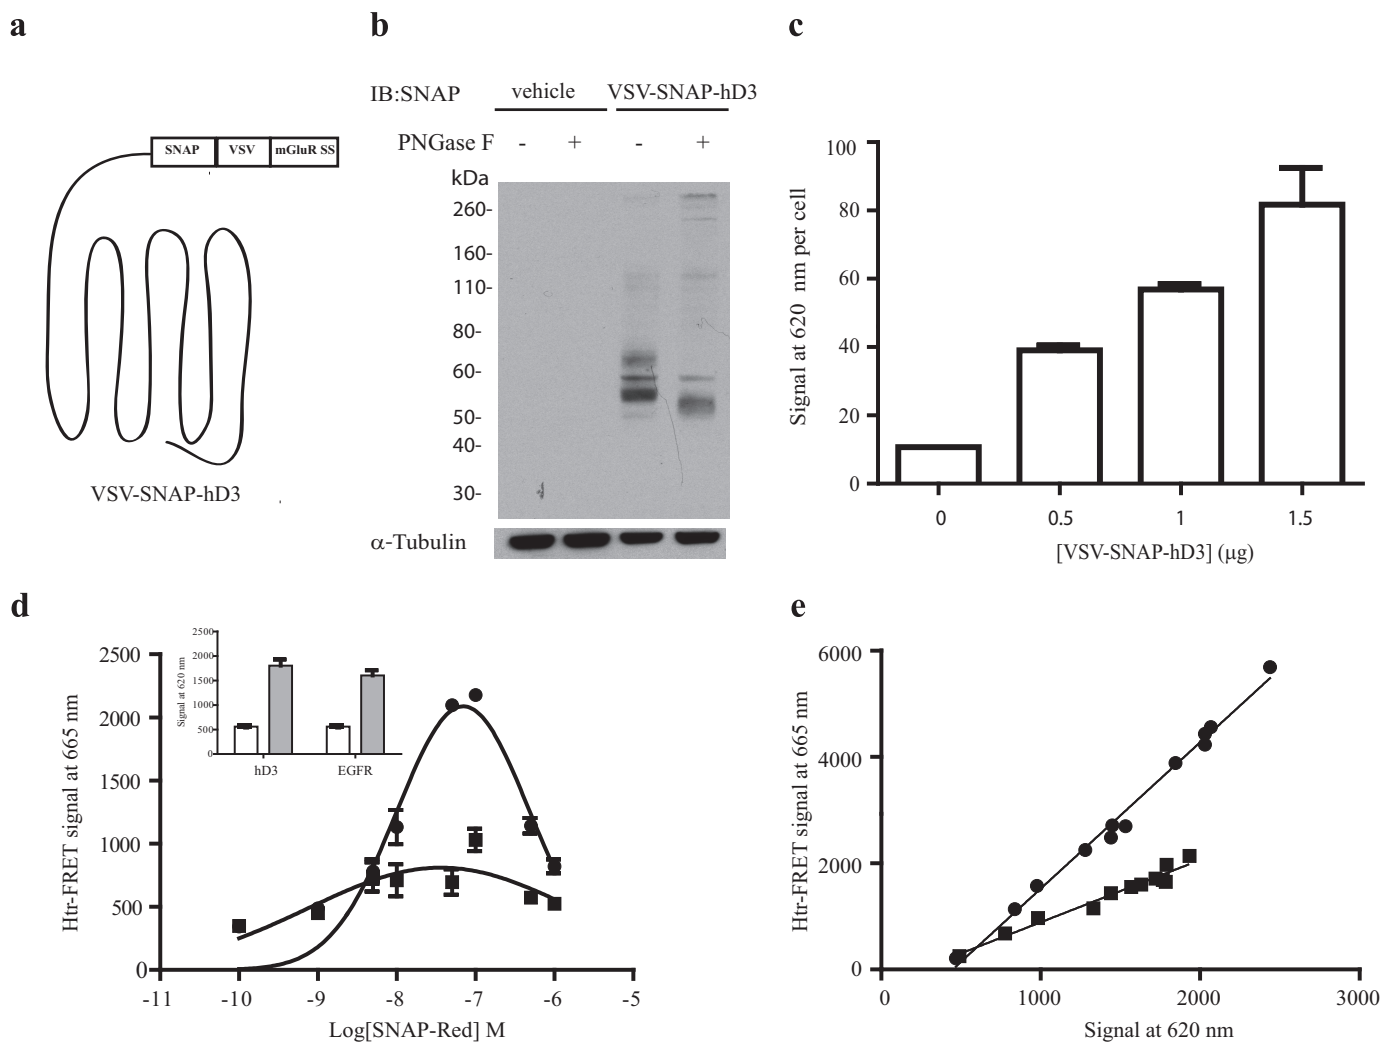 a
SNAP VSV mGluR SS
VSV-SNAP-hD3
b
IB:SNAP vehicle VSV-SNAP-hD3
PNGase F - + - +
kDa
260-
160-
110-
80-
60-
50-
40-
30-
α-Tubulin
c
Signal at 620 nm per cell
100
80
60
40
20
0
0 0.5 1 1.5
[VSV-SNAP-hD3] (µg)
d
Htr-FRET signal at 665 nm
2500
2000
1500
1000
500
0
-11 -10 -9 -8 -7 -6 -5
Log[SNAP-Red] M
Signal at 620 nm
2500
2000
1500
1000
500
0
hD3 EGFR
e
Htr-FRET signal at 665 nm
6000
4000
2000
0
0 1000 2000 3000
Signal at 620 nm